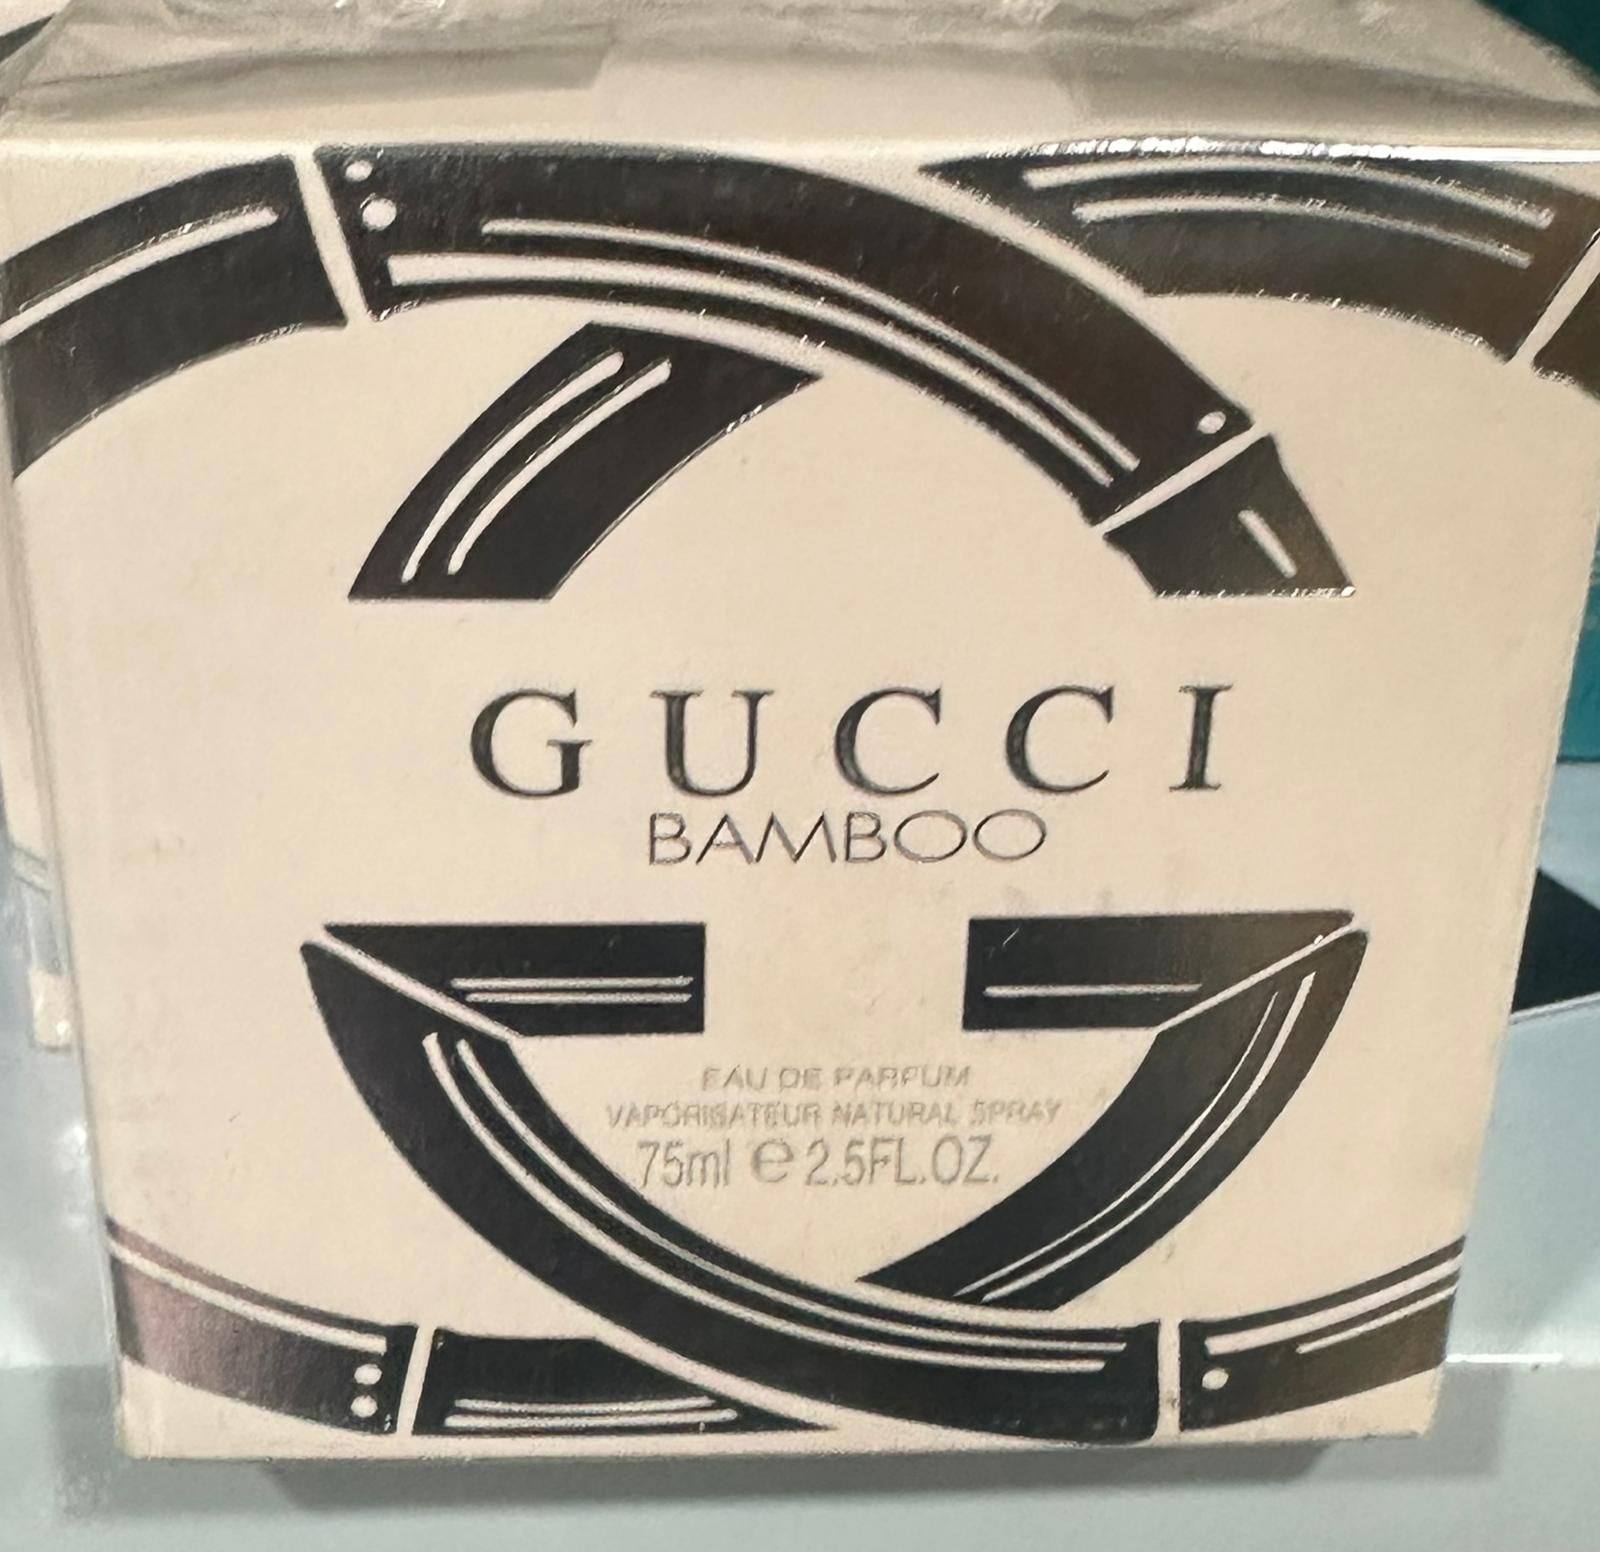 GUCCI
BAMBOO
EAU DE PARFUM
VAPORISATEUR NATURAL SPRAY
75ml ℮ 2.5FL.OZ.